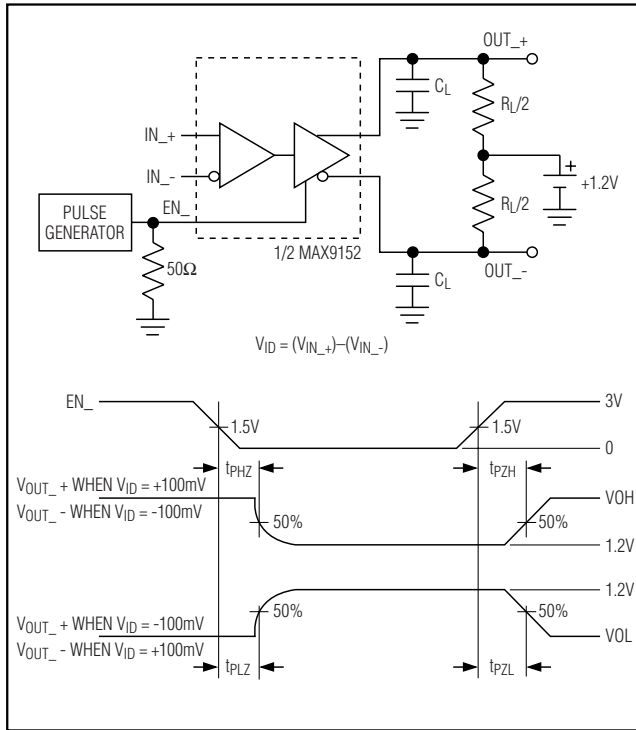 OUT_+
C_L
R_L/2
IN_+
IN_-
+
+1.2V
R_L/2
PULSE
GENERATOR
EN_
1/2 MAX9152
50Ω
C_L
OUT_-
V_ID = (V_IN_+)–(V_IN_-)
EN_
3V
1.5V
1.5V
0
t_PHZ
t_PZH
V_OUT_ + WHEN V_ID = +100mV
V_OUT_ - WHEN V_ID = -100mV
VOH
50%
50%
1.2V
1.2V
V_OUT_ + WHEN V_ID = -100mV
V_OUT_ - WHEN V_ID = +100mV
50%
50%
VOL
t_PLZ
t_PZL